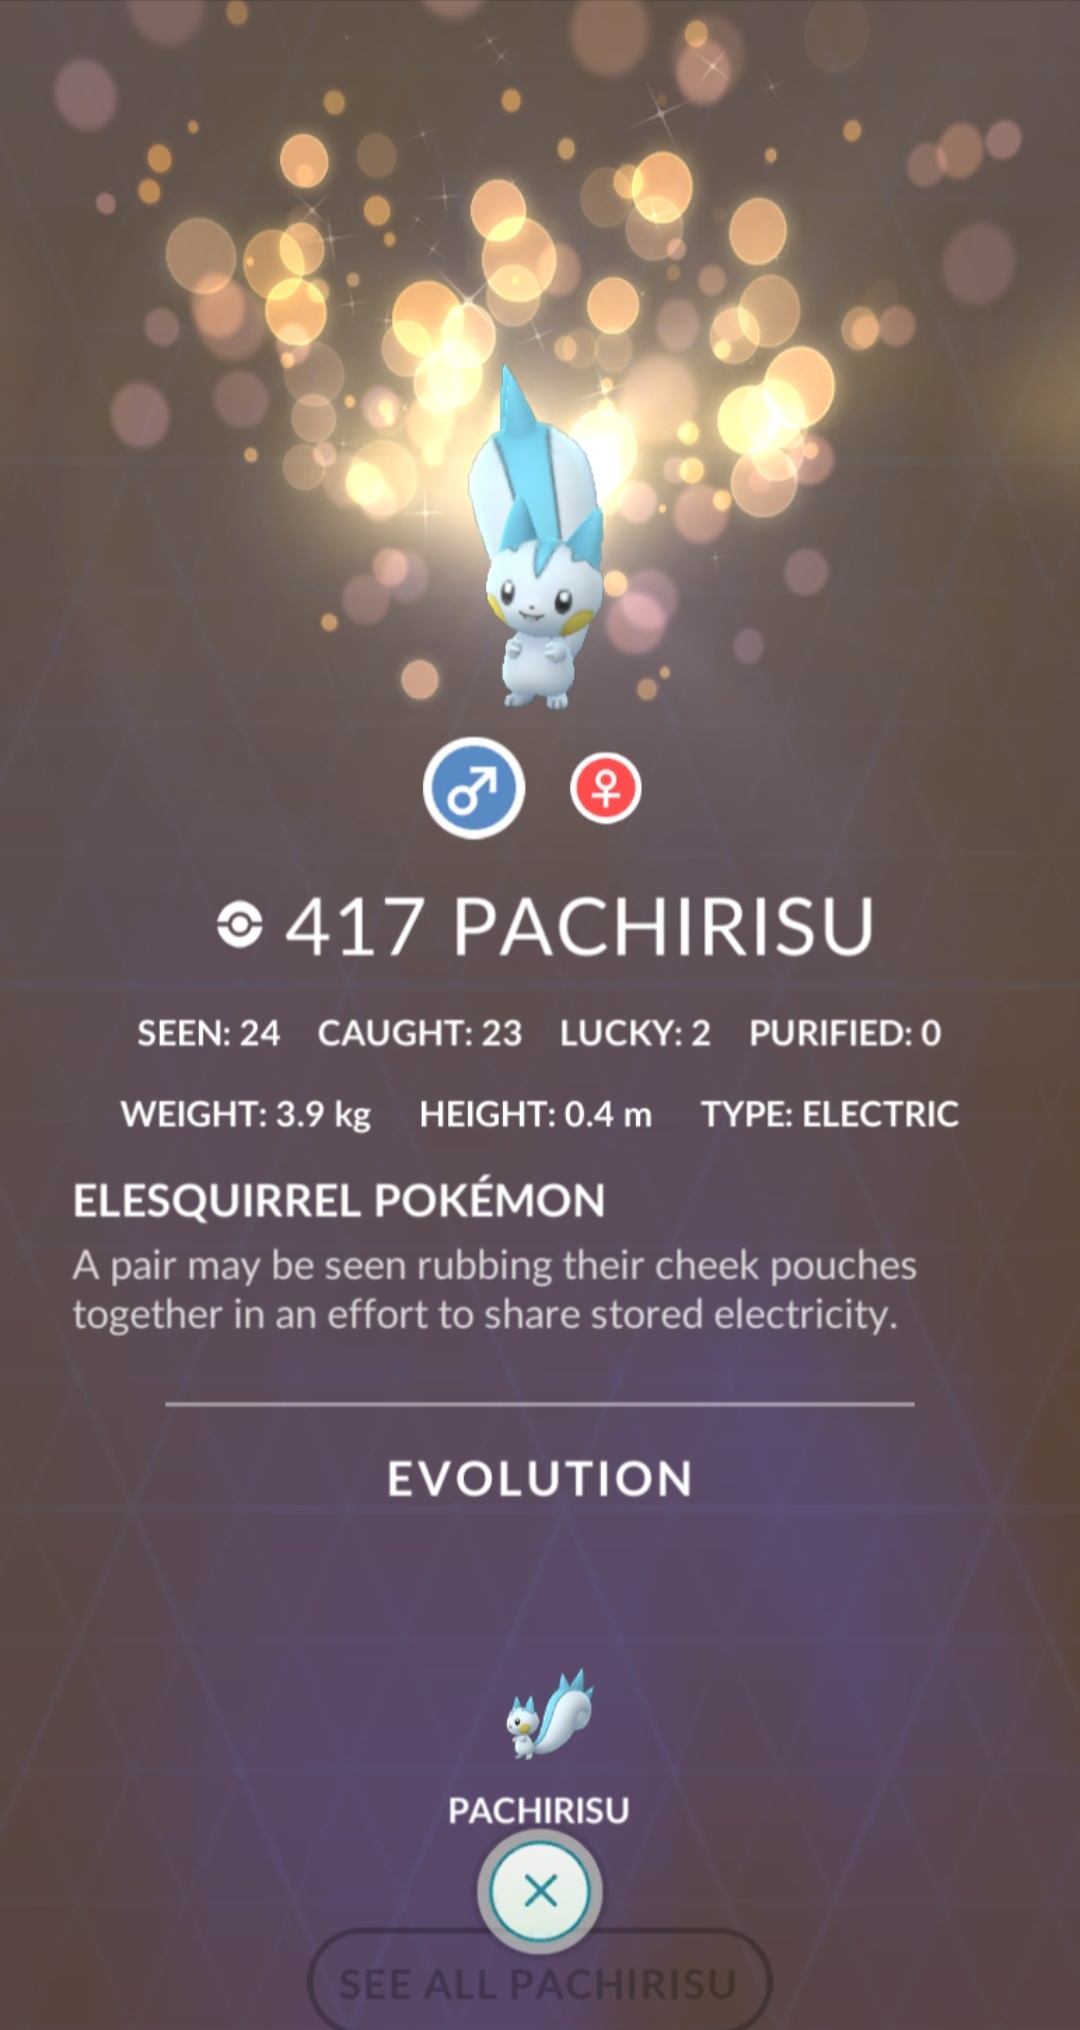 417 PACHIRISU
SEEN: 24 CAUGHT: 23 LUCKY: 2 PURIFIED: 0
WEIGHT: 3.9 kg HEIGHT: 0.4 m TYPE: ELECTRIC
ELESQUIRREL POKÉMON
A pair may be seen rubbing their cheek pouches
together in an effort to share stored electricity.
EVOLUTION
PACHIRISU
SEE ALL PACHIRISU